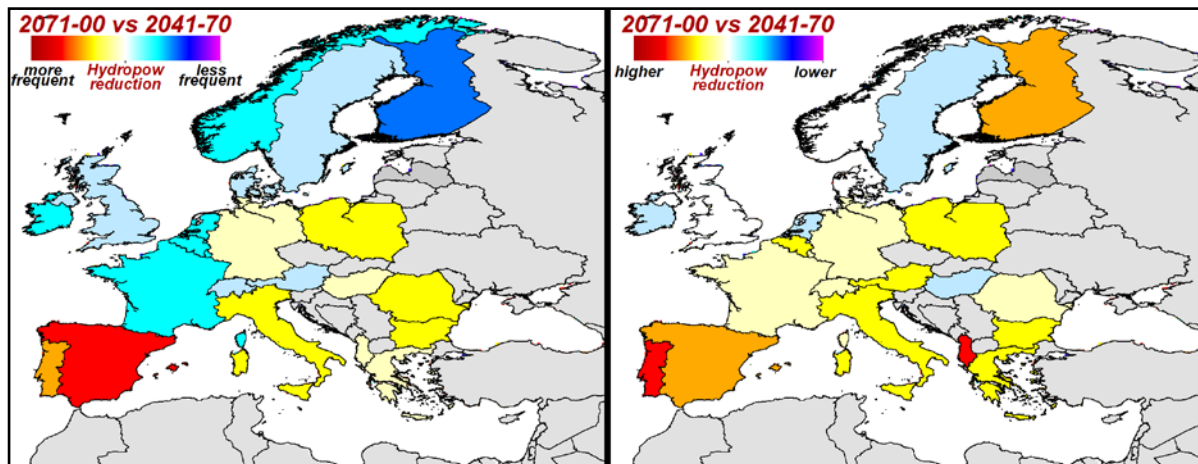 2071-00 vs 2041-70
more
frequent
Hydropow
reduction
less
frequent
2071-00 vs 2041-70
higher
Hydropow
reduction
lower